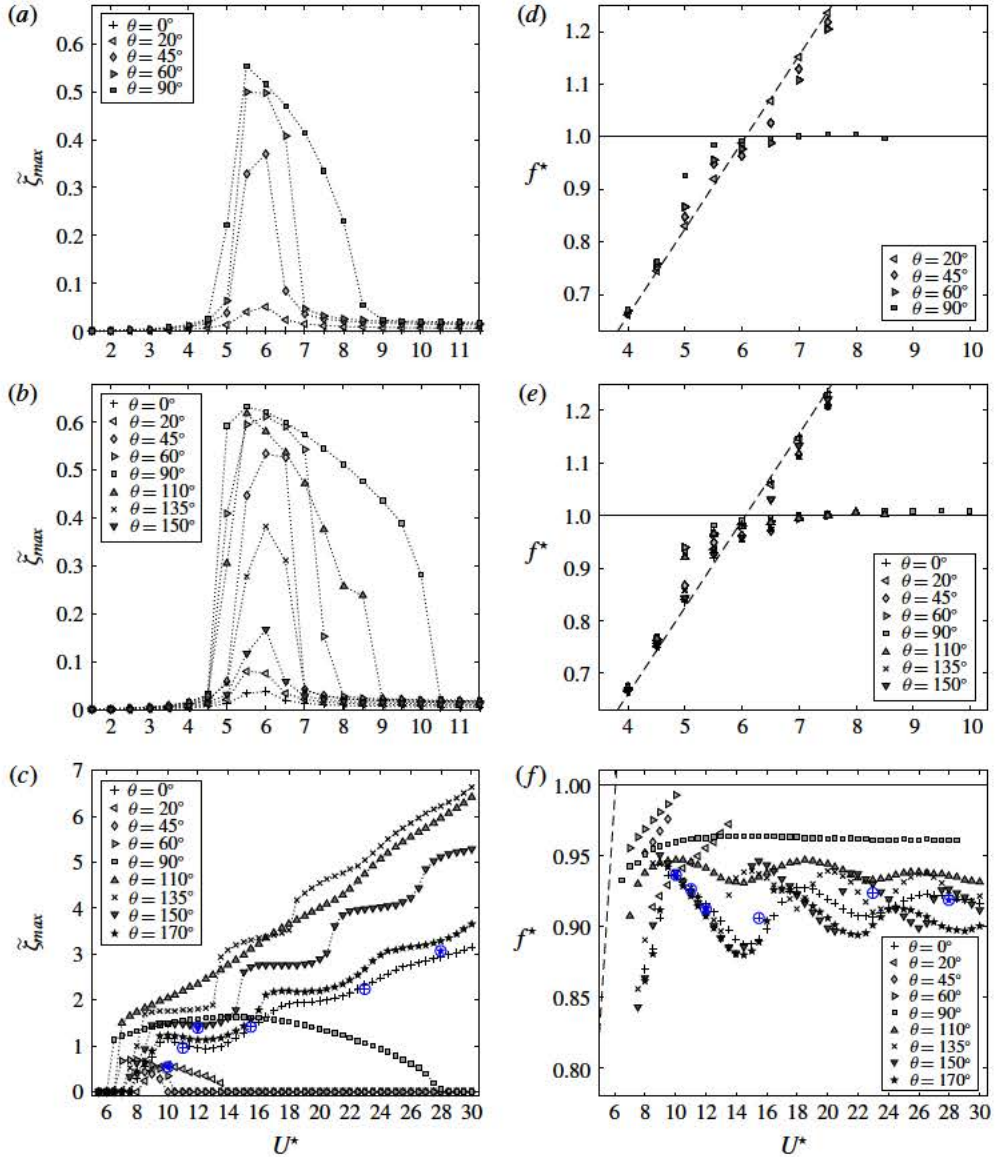 (a)
0.6
0.5
0.4
0.3
0.2
0.1
0
ζ̃max
θ = 0°
θ = 20°
θ = 45°
θ = 60°
θ = 90°
2 3 4 5 6 7 8 9 10 11
(d)
1.2
1.1
1.0
0.9
0.8
0.7
f★
θ = 20°
θ = 45°
θ = 60°
θ = 90°
4 5 6 7 8 9 10
(b)
0.6
0.5
0.4
0.3
0.2
0.1
0
ζ̃max
θ = 0°
θ = 20°
θ = 45°
θ = 60°
θ = 90°
θ = 110°
θ = 135°
θ = 150°
2 3 4 5 6 7 8 9 10 11
(e)
1.2
1.1
1.0
0.9
0.8
0.7
f★
θ = 0°
θ = 20°
θ = 45°
θ = 60°
θ = 90°
θ = 110°
θ = 135°
θ = 150°
4 5 6 7 8 9 10
(c)
7
6
5
4
3
2
1
0
ζ̃max
θ = 0°
θ = 20°
θ = 45°
θ = 60°
θ = 90°
θ = 110°
θ = 135°
θ = 150°
θ = 170°
6 8 10 12 14 16 18 20 22 24 26 28 30
U★
(f)
1.00
0.95
0.90
0.85
0.80
f★
θ = 0°
θ = 20°
θ = 45°
θ = 60°
θ = 90°
θ = 110°
θ = 135°
θ = 150°
θ = 170°
6 8 10 12 14 16 18 20 22 24 26 28 30
U★